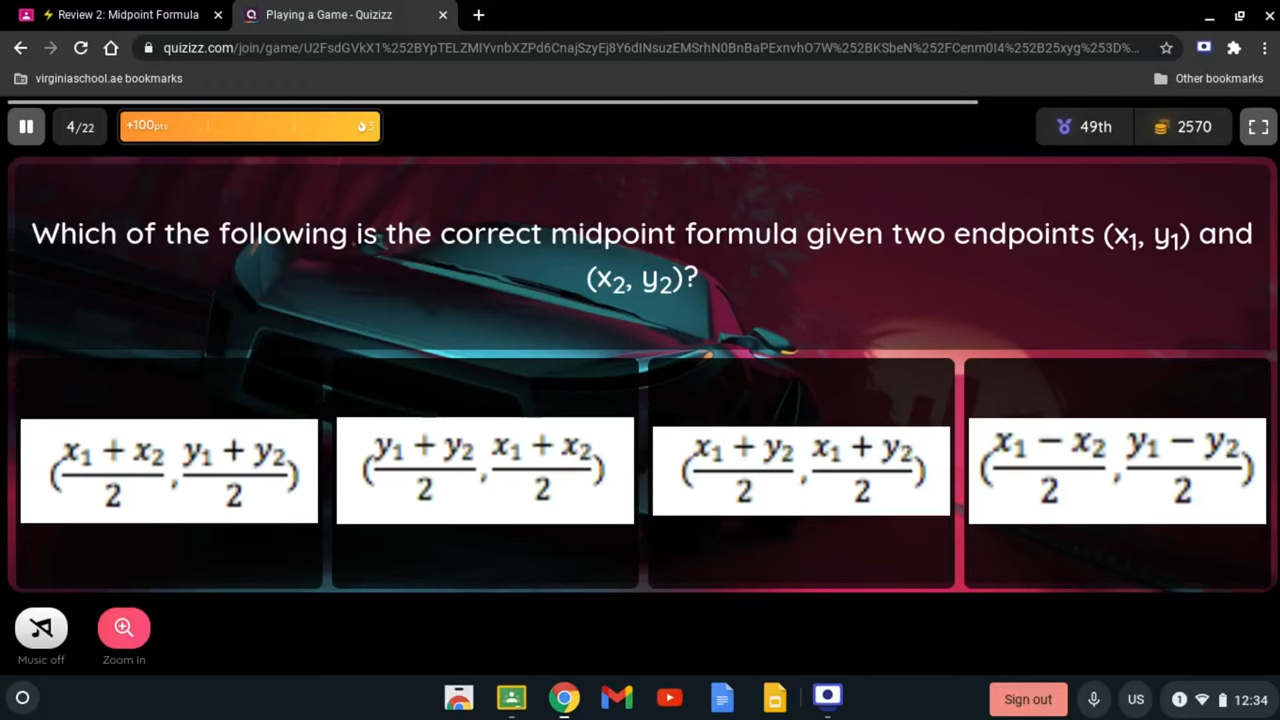 ⚡ Review 2: Midpoint Formula
Playing a Game - Quizizz
quizizz.com/join/game/U2FsdGVkX1%252BYpTELZMIYvnbXZPd6CnajSzyEj8Y6dINsuzEMSrhN0BnBaPExnvhO7W%252BKSbeN%252FCenm0I4%252B25xyg%253D%...
virginiaschool.ae bookmarks
Other bookmarks
4/22
+100pts
3
49th
2570
Which of the following is the correct midpoint formula given two endpoints (x₁, y₁) and
(x₂, y₂)?
(x₁ + x₂/2, y₁ + y₂/2)
(y₁ + y₂/2, x₁ + x₂/2)
(x₁ + y₂/2, x₁ + y₂/2)
(x₁ − x₂/2, y₁ − y₂/2)
Music off
Zoom In
Sign out
US
1
12:34